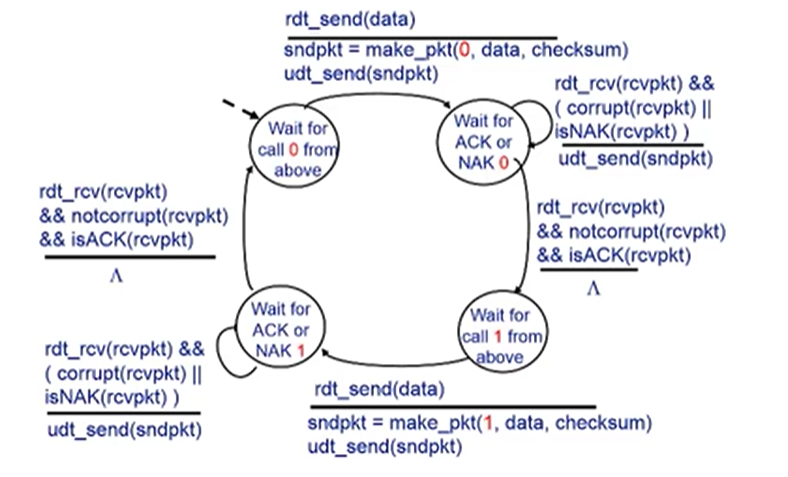 rdt_send(data)
sndpkt = make_pkt(0, data, checksum)
udt_send(sndpkt)
rdt_rcv(rcvpkt) &&
( corrupt(rcvpkt) ||
isNAK(rcvpkt) )
udt_send(sndpkt)
Wait for
call 0 from
above
Wait for
ACK or
NAK 0
rdt_rcv(rcvpkt)
&& notcorrupt(rcvpkt)
&& isACK(rcvpkt)
Λ
rdt_rcv(rcvpkt)
&& notcorrupt(rcvpkt)
&& isACK(rcvpkt)
Λ
Wait for
ACK or
NAK 1
Wait for
call 1 from
above
rdt_rcv(rcvpkt) &&
( corrupt(rcvpkt) ||
isNAK(rcvpkt) )
udt_send(sndpkt)
rdt_send(data)
sndpkt = make_pkt(1, data, checksum)
udt_send(sndpkt)